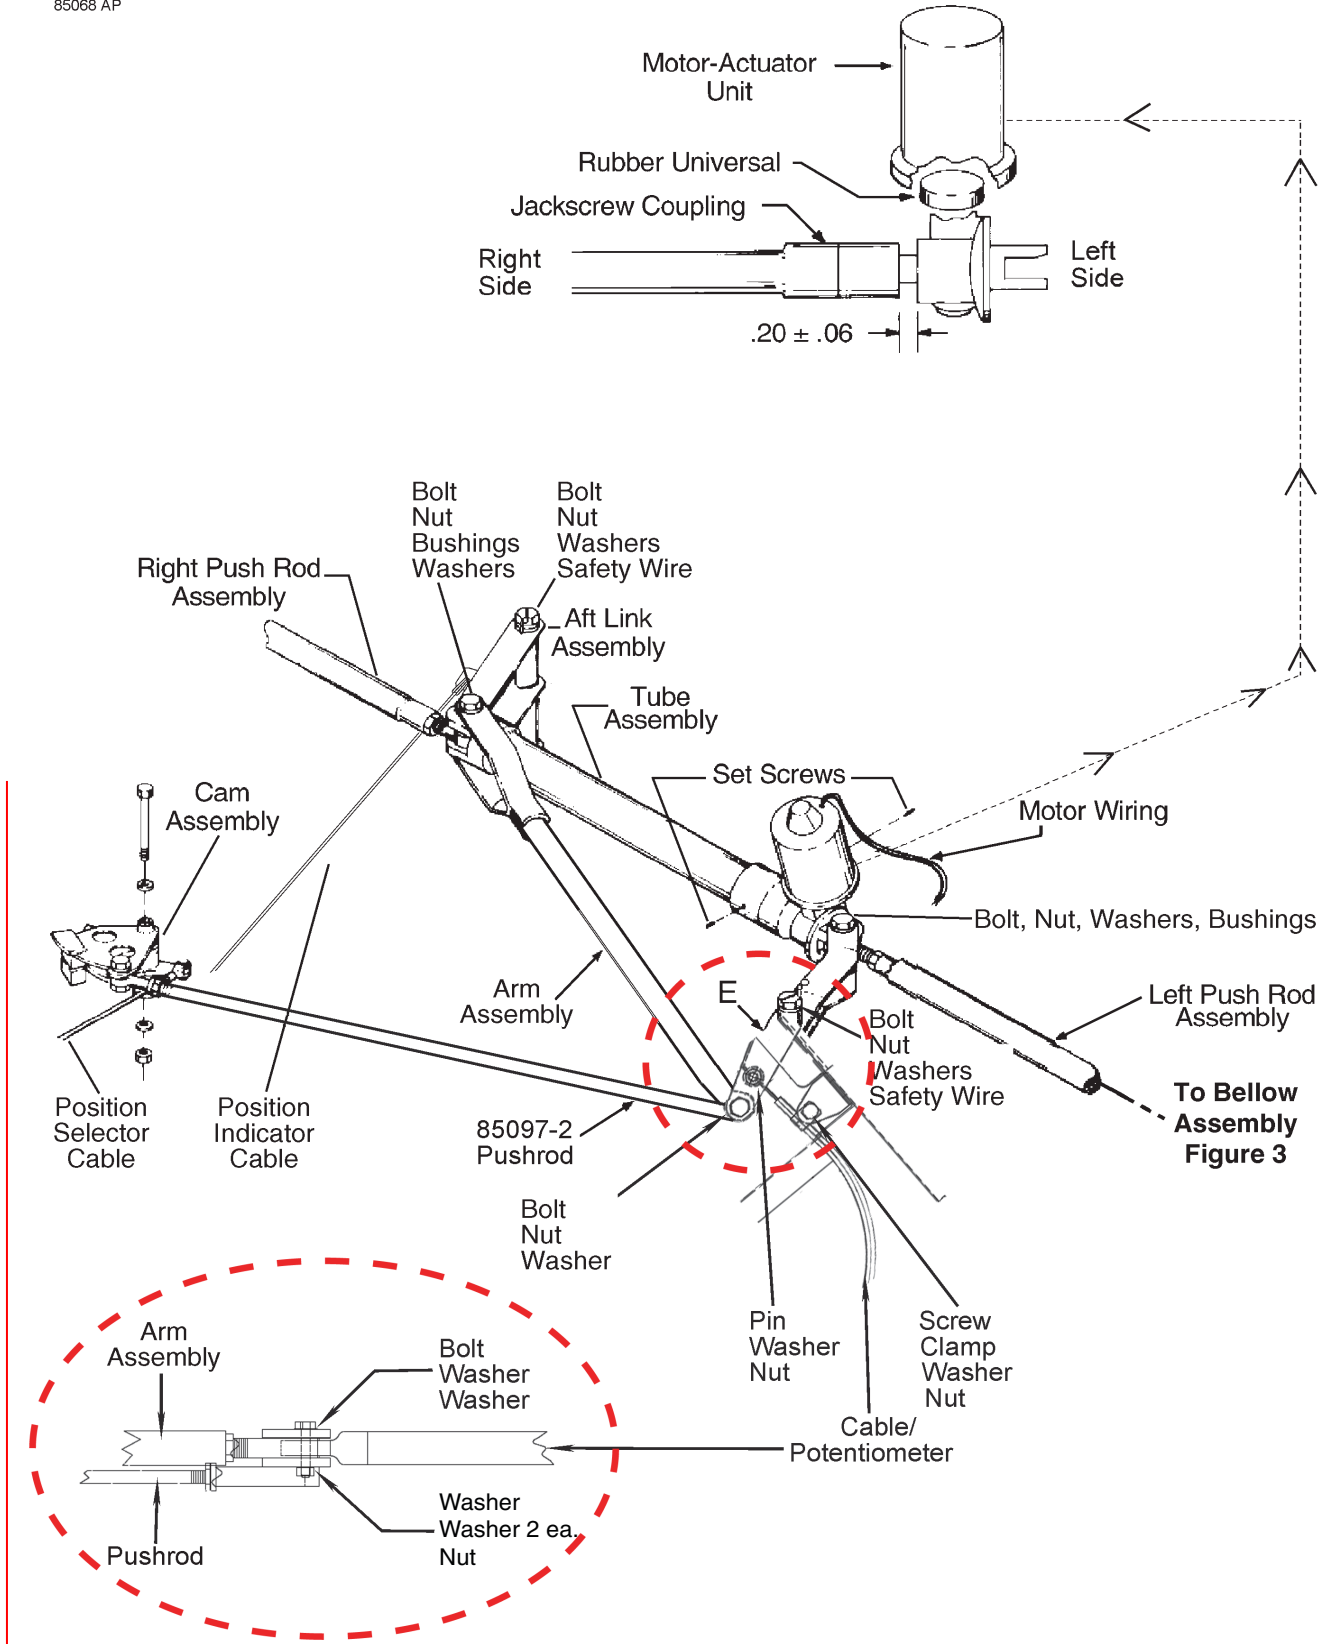 85068 AP
Motor-Actuator
Unit
Rubber Universal
Jackscrew Coupling
Right
Side
Left
Side
.20 ± .06
Bolt
Nut
Bushings
Washers
Bolt
Nut
Washers
Safety Wire
Right Push Rod
Assembly
Aft Link
Assembly
Tube
Assembly
Set Screws
Motor Wiring
Cam
Assembly
Bolt, Nut, Washers, Bushings
Arm
Assembly
E
Left Push Rod
Assembly
Bolt
Nut
Washers
Safety Wire
To Bellow
Assembly
Figure 3
Position
Selector
Cable
Position
Indicator
Cable
85097-2
Pushrod
Bolt
Nut
Washer
Pin
Washer
Nut
Screw
Clamp
Washer
Nut
Cable/
Potentiometer
Arm
Assembly
Bolt
Washer
Washer
Washer
Washer 2 ea.
Nut
Pushrod